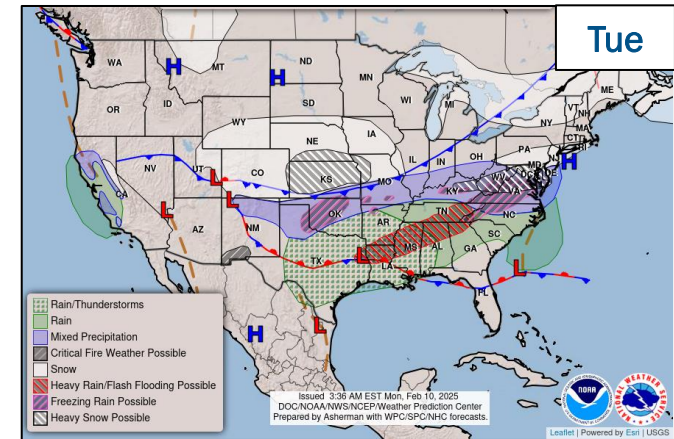 Tue
WA
MT
ND
MN
ME
OR
ID
SD
WI
MI
VT
NH
NY
MA
CT
RI
WY
NE
IA
PA
NV
UT
CO
IL
IN
OH
MD
DE
DC
KS
MO
KY
WV
VA
CA
OK
TN
NC
AZ
NM
AR
SC
MS
AL
GA
TX
LA
FL
H
H
H
H
L
L
L
L
L
L
Rain/Thunderstorms
Rain
Mixed Precipitation
Critical Fire Weather Possible
Snow
Heavy Rain/Flash Flooding Possible
Freezing Rain Possible
Heavy Snow Possible
Issued 3:36 AM EST Mon, Feb 10, 2025
DOC/NOAA/NWS/NCEP/Weather Prediction Center
Prepared by Asherman with WPC/SPC/NHC forecasts.
NOAA
NATIONAL WEATHER SERVICE
Leaflet | Powered by Esri | USGS